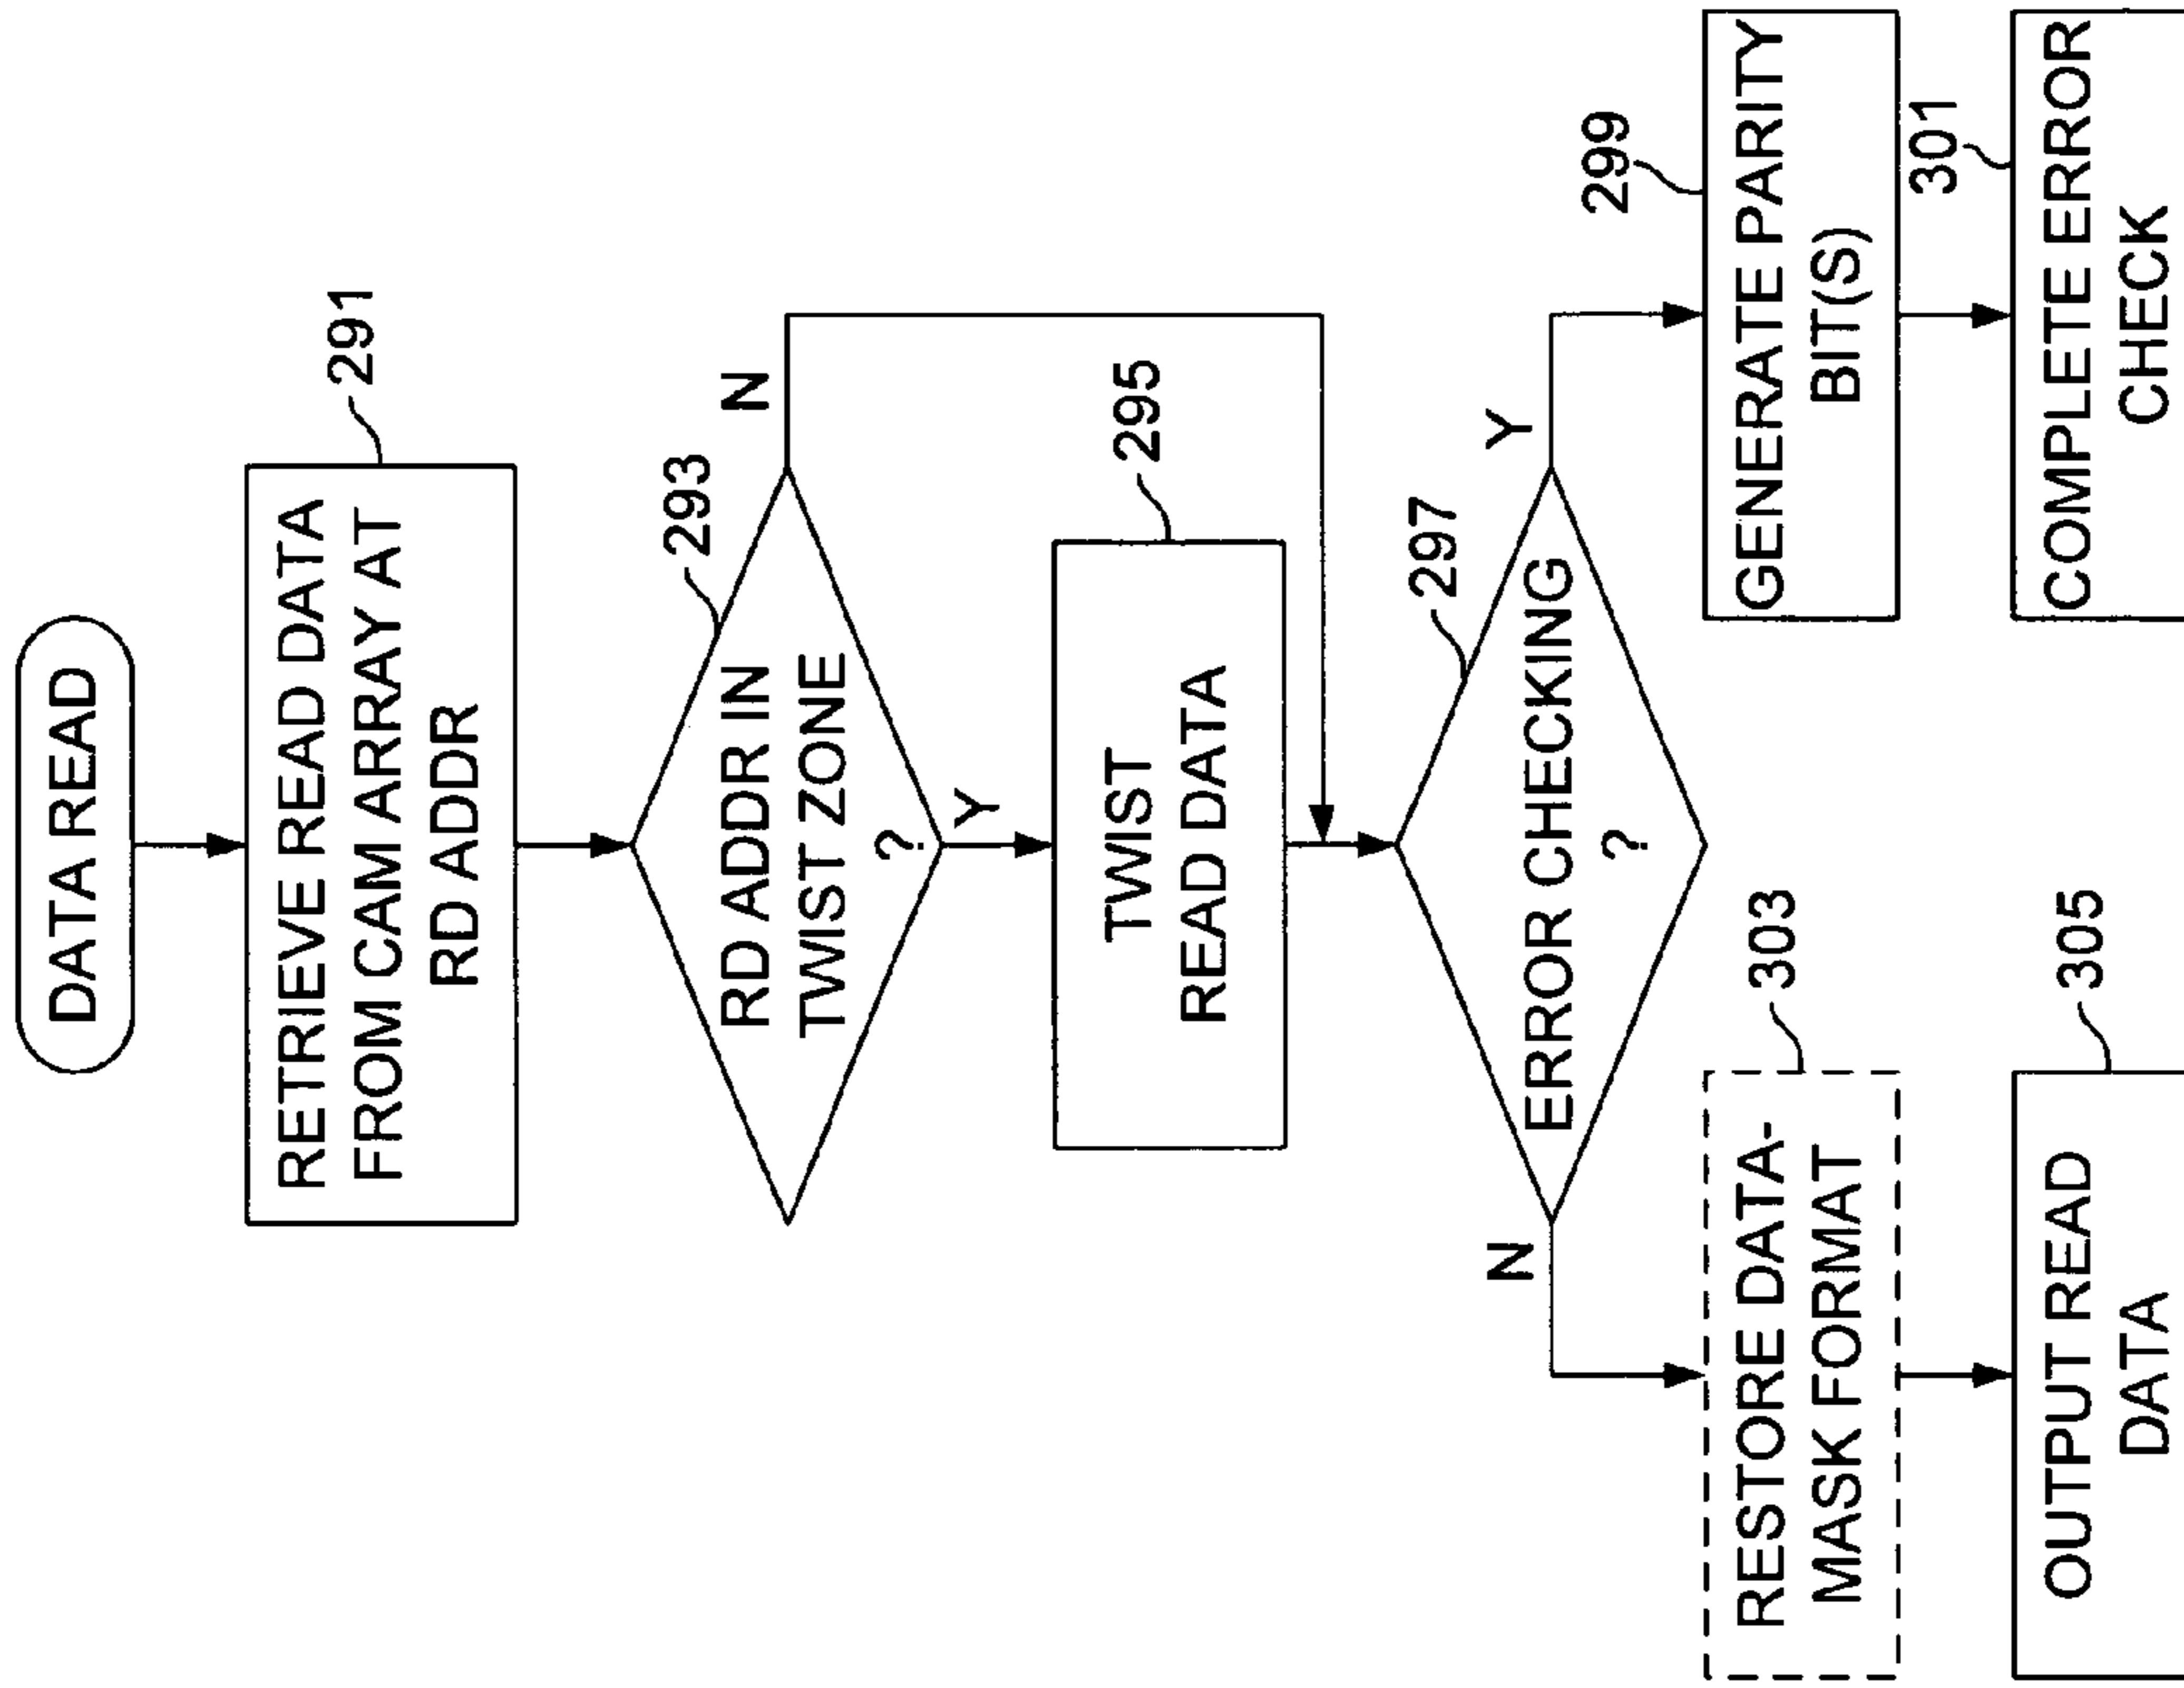 DATA READ
RETRIEVE READ DATA
FROM CAM ARRAY AT
RD ADDR
291
RD ADDR IN
TWIST ZONE
?
293
N
Y
TWIST
READ DATA
295
ERROR CHECKING
?
297
N
Y
RESTORE DATA-
MASK FORMAT
303
OUTPUT READ
DATA
305
GENERATE PARITY
BIT(S)
299
COMPLETE ERROR
CHECK
301